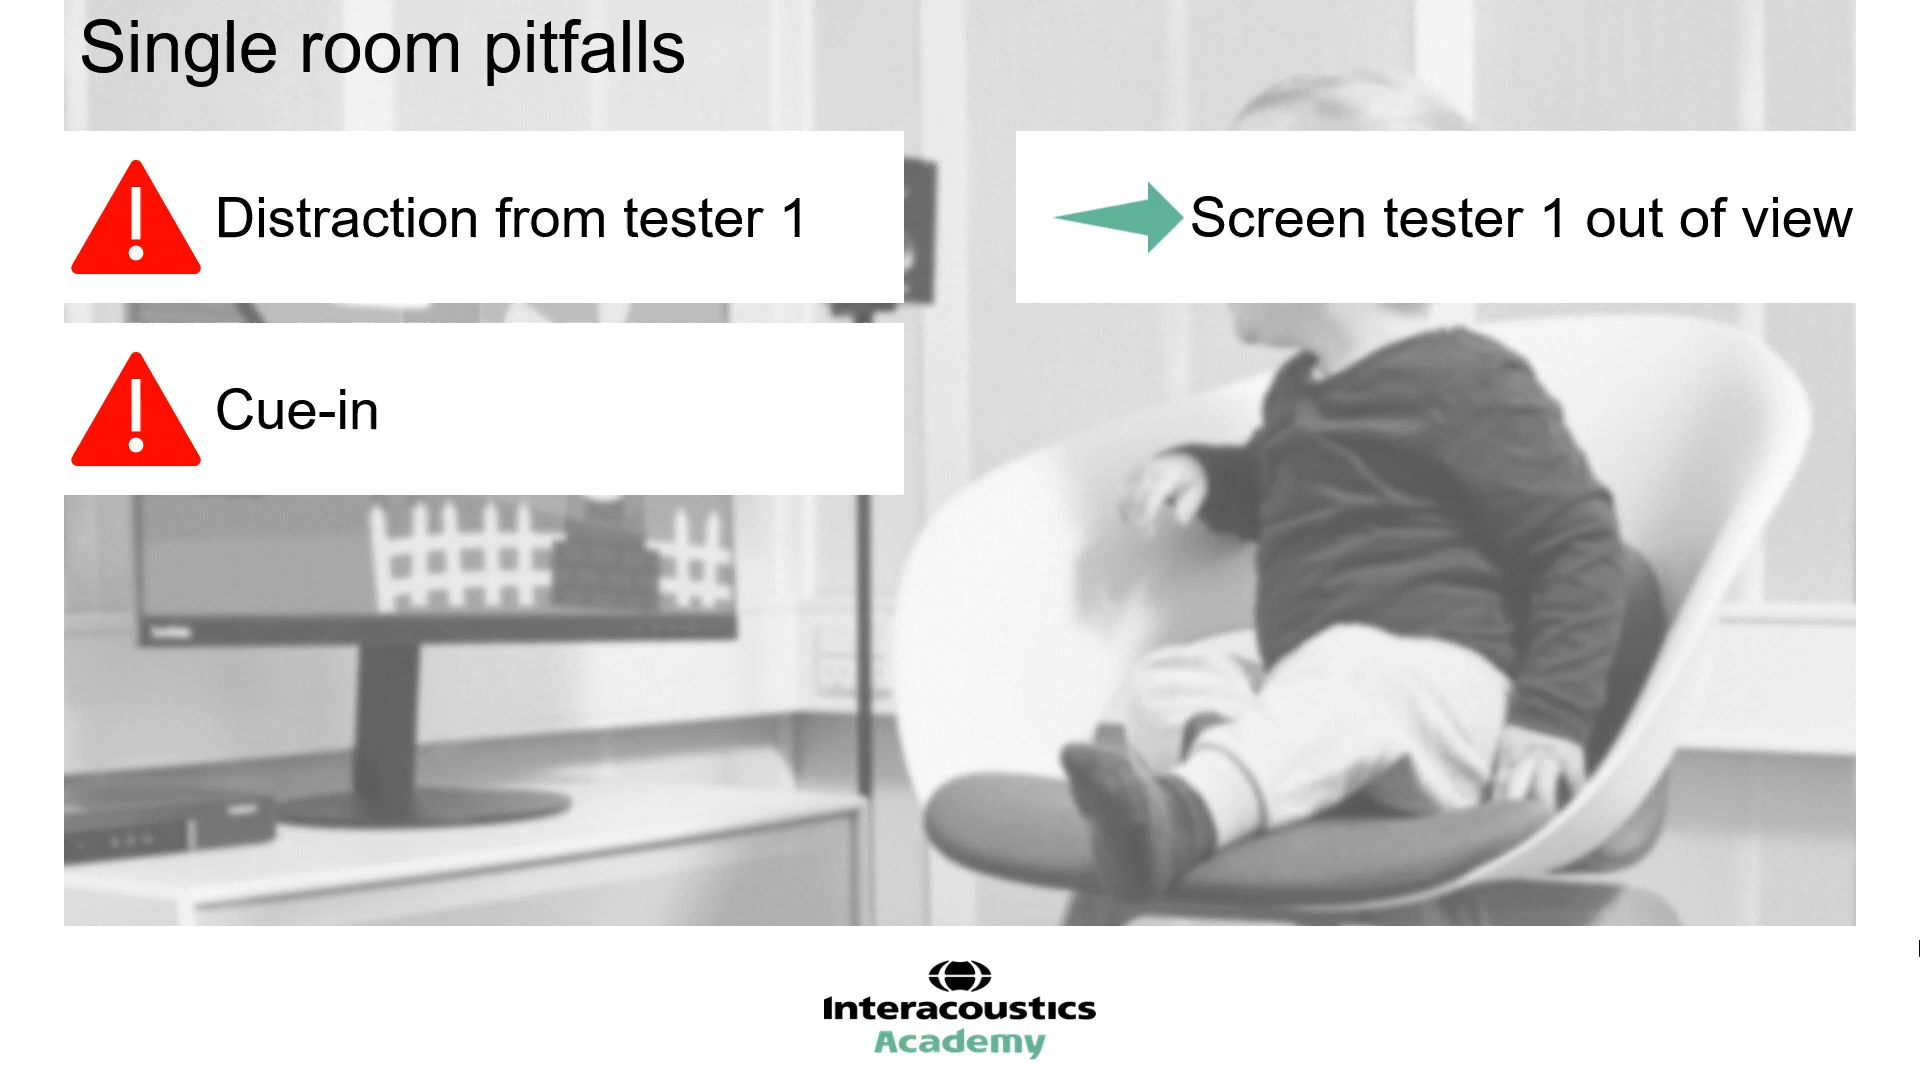 Single room pitfalls
Distraction from tester 1
Screen tester 1 out of view
Cue-in
Interacoustics
Academy